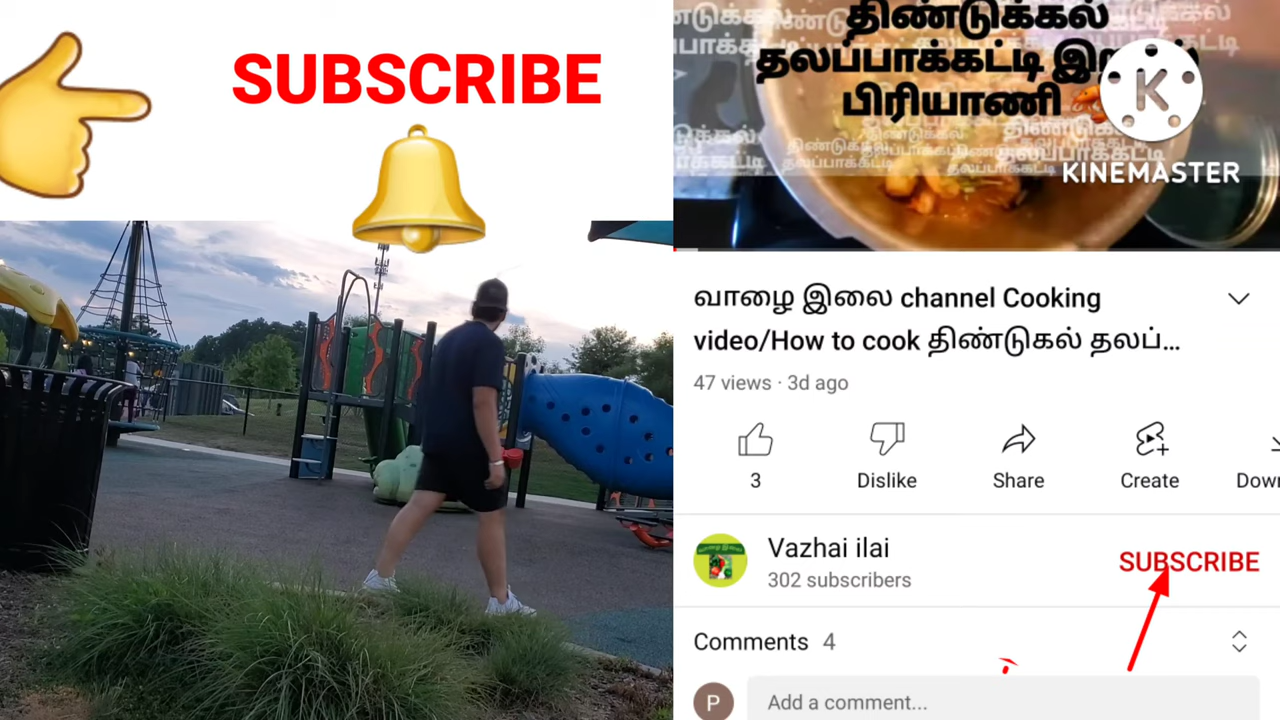 SUBSCRIBE
திண்டுக்கல்
தலப்பாக்கட்டி
பிரியாணி
K
KINEMASTER
வாழை இலை channel Cooking
video/How to cook திண்டுகல் தலப்...
47 views · 3d ago
3
Dislike
Share
Create
Down
Vazhai ilai
302 subscribers
SUBSCRIBE
Comments 4
P
Add a comment...